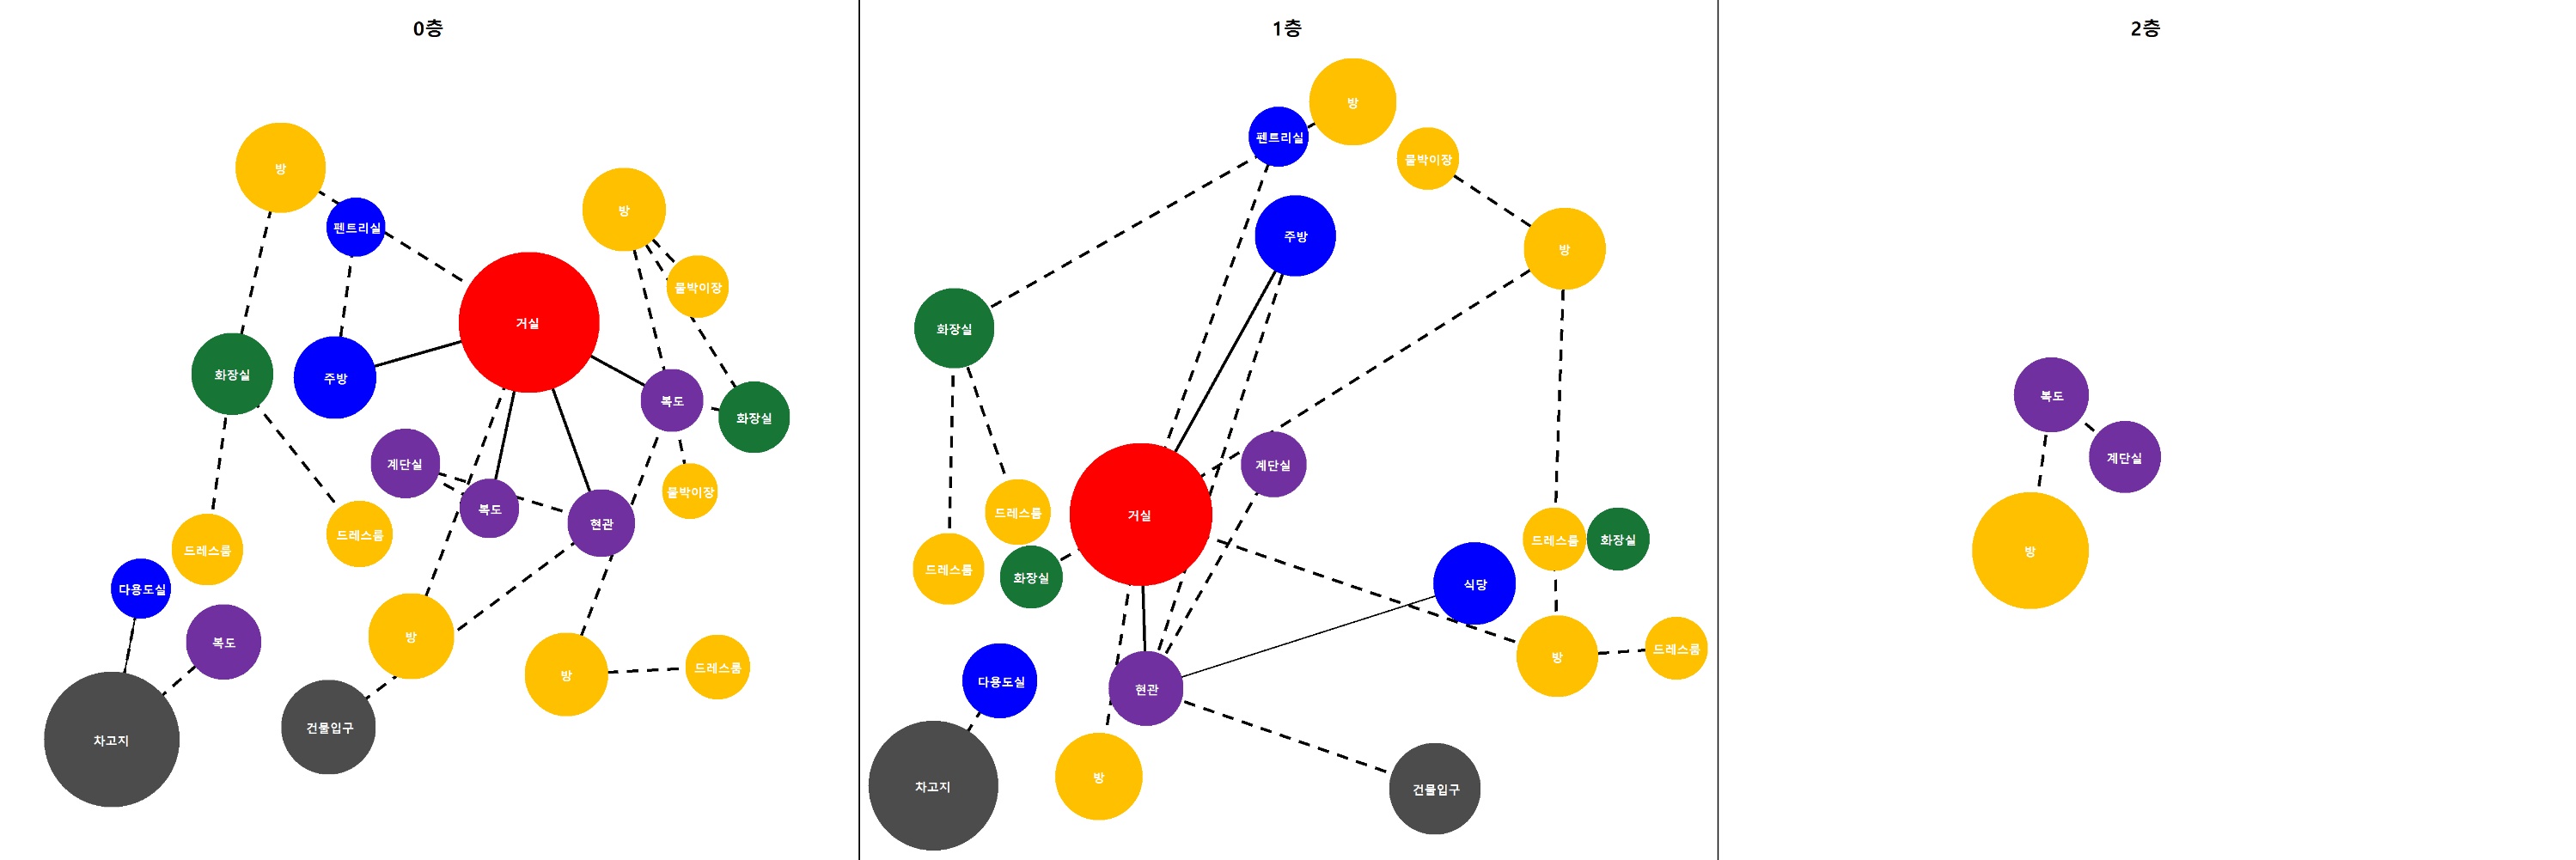 0층
방
방
펜트리실
붙박이장
거실
화장실
주방
복도
화장실
계단실
복도
붙박이장
현관
드레스룸
드레스룸
다용도실
복도
방
방
드레스룸
차고지
건물입구
1층
방
펜트리실
붙박이장
주방
방
화장실
계단실
드레스룸
거실
드레스룸
화장실
드레스룸
화장실
식당
방
드레스룸
다용도실
현관
방
차고지
건물입구
2층
복도
계단실
방